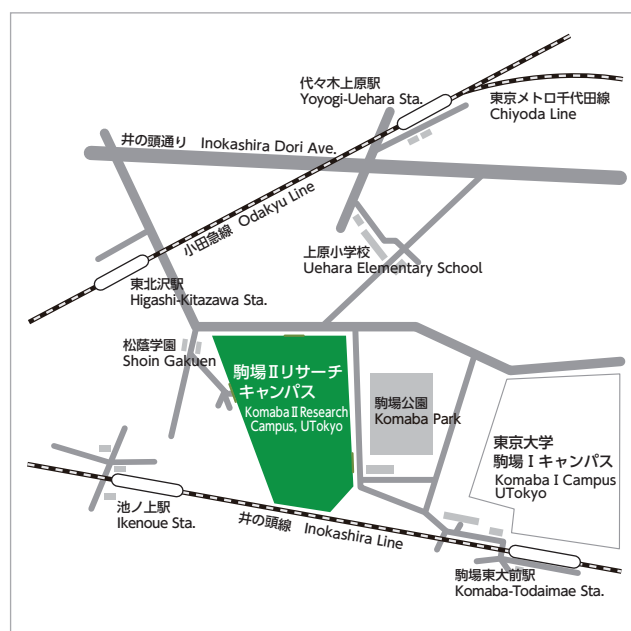 代々木上原駅
Yoyogi-Uehara Sta.
東京メトロ千代田線
Chiyoda Line
井の頭通り Inokashira Dori Ave.
小田急線 Odakyu Line
上原小学校
Uehara Elementary School
東北沢駅
Higashi-Kitazawa Sta.
松蔭学園
Shoin Gakuen
駒場Ⅱリサーチ
キャンパス
Komaba Ⅱ Research
Campus, UTokyo
駒場公園
Komaba Park
東京大学
駒場Ⅰキャンパス
Komaba Ⅰ Campus
UTokyo
池ノ上駅
Ikenoue Sta.
井の頭線 Inokashira Line
駒場東大前駅
Komaba-Todaimae Sta.